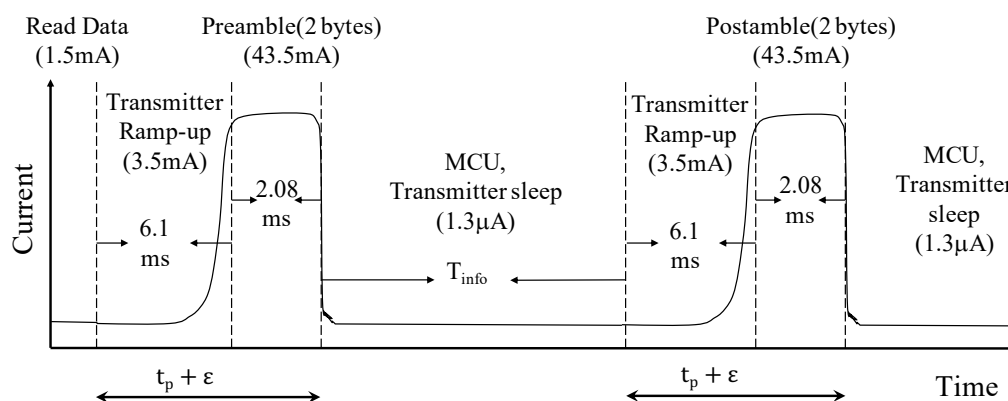 Read Data
(1.5mA)
Preamble(2 bytes)
(43.5mA)
Postamble(2 bytes)
(43.5mA)
Transmitter
Ramp-up
(3.5mA)
2.08
ms
6.1
ms
MCU,
Transmitter sleep
(1.3µA)
T_info
Transmitter
Ramp-up
(3.5mA)
2.08
ms
6.1
ms
MCU,
Transmitter
sleep
(1.3µA)
Current
t_p + ε
t_p + ε
Time